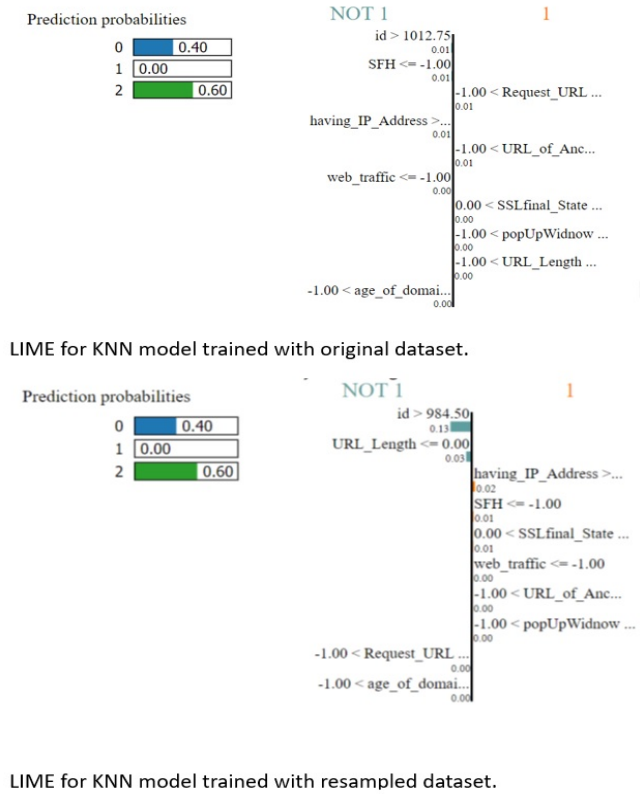 Prediction probabilities
0 0.40
1 0.00
2 0.60
NOT 1 1
id > 1012.75
0.01
SFH <= -1.00
0.01
-1.00 < Request_URL ...
0.01
having_IP_Address >...
0.01
-1.00 < URL_of_Anc...
0.01
web_traffic <= -1.00
0.00
0.00 < SSLfinal_State ...
0.00
-1.00 < popUpWidnow ...
0.00
-1.00 < URL_Length ...
0.00
-1.00 < age_of_domai...
0.00
LIME for KNN model trained with original dataset.
Prediction probabilities
0 0.40
1 0.00
2 0.60
NOT 1 1
id > 984.50
0.13
URL_Length <= 0.00
0.03
having_IP_Address >...
0.02
SFH <= -1.00
0.01
0.00 < SSLfinal_State ...
0.01
web_traffic <= -1.00
0.00
-1.00 < URL_of_Anc...
0.00
-1.00 < popUpWidnow ...
0.00
-1.00 < Request_URL ...
0.00
-1.00 < age_of_domai...
0.00
LIME for KNN model trained with resampled dataset.